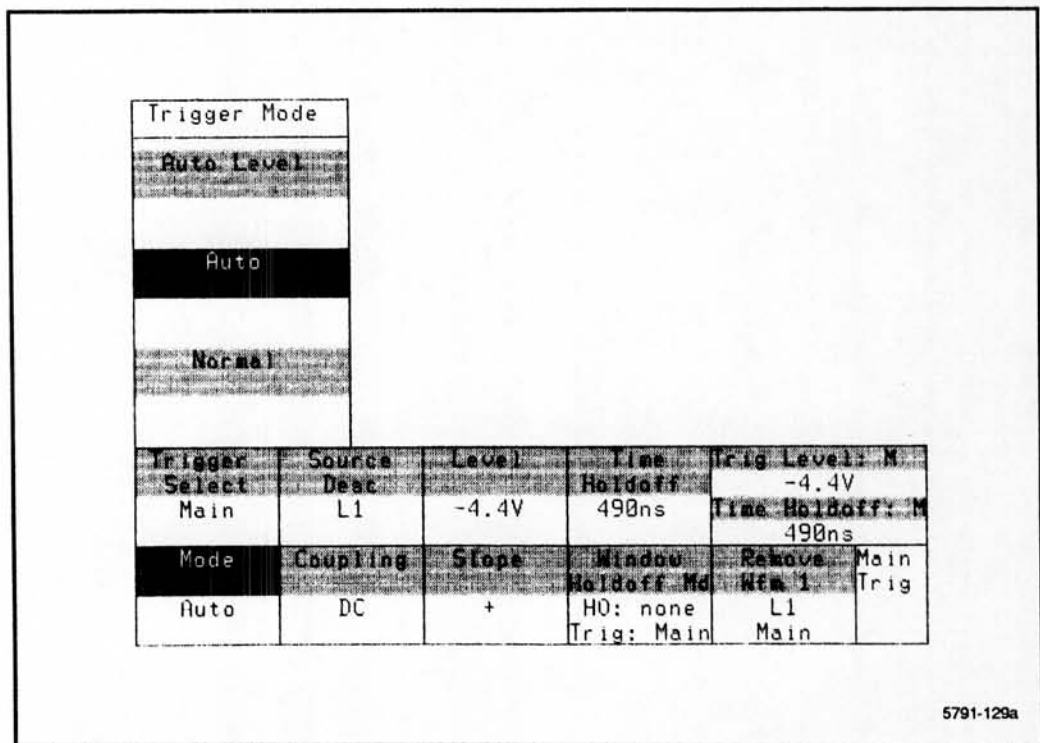 Trigger Mode
Auto Level
Auto
Normal
Trigger Select
Main
Source Desc
L1
Level
-4.4V
Time Holdoff
490ns
Trig Level: M
-4.4V
Time Holdoff: M
490ns
Mode
Auto
Coupling
DC
Slope
+
Window Holdoff Md
HO: none
Trig: Main
Remove Wfm 1
L1
Main
Main Trig
5791-129a